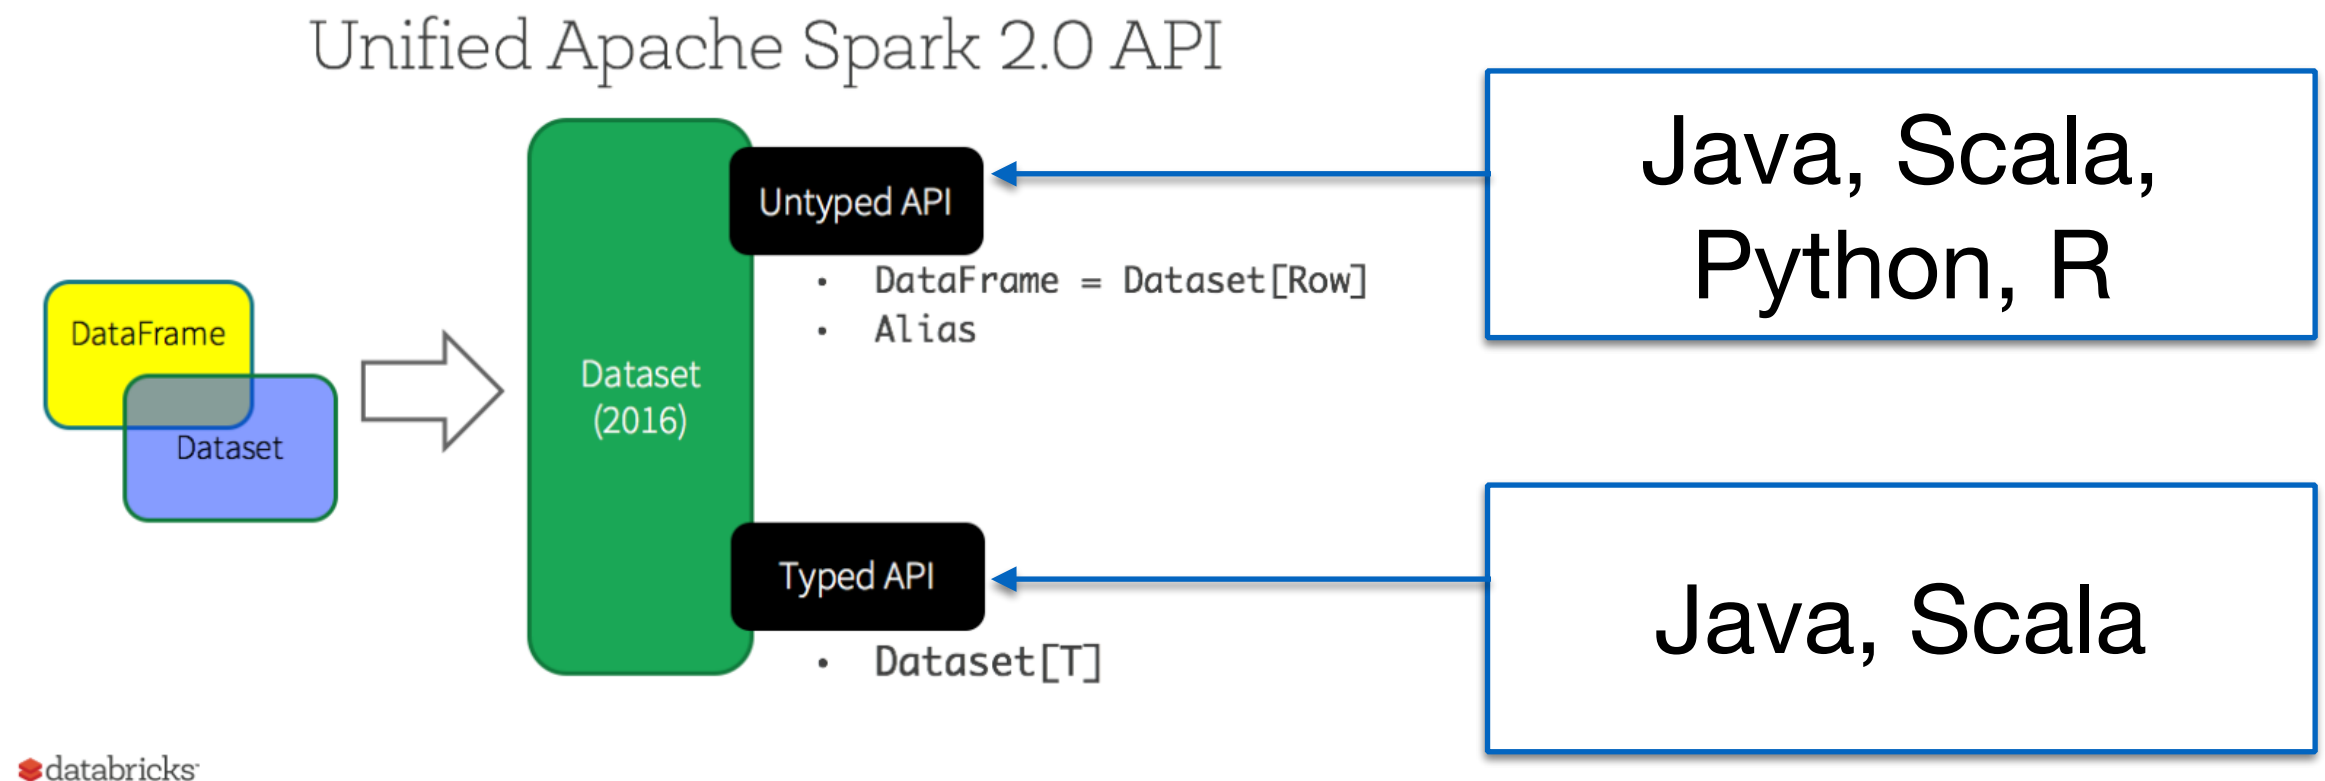 Unified Apache Spark 2.0 API
DataFrame
Dataset
Dataset
(2016)
Untyped API
• DataFrame = Dataset[Row]
• Alias
Typed API
• Dataset[T]
Java, Scala,
Python, R
Java, Scala
databricks